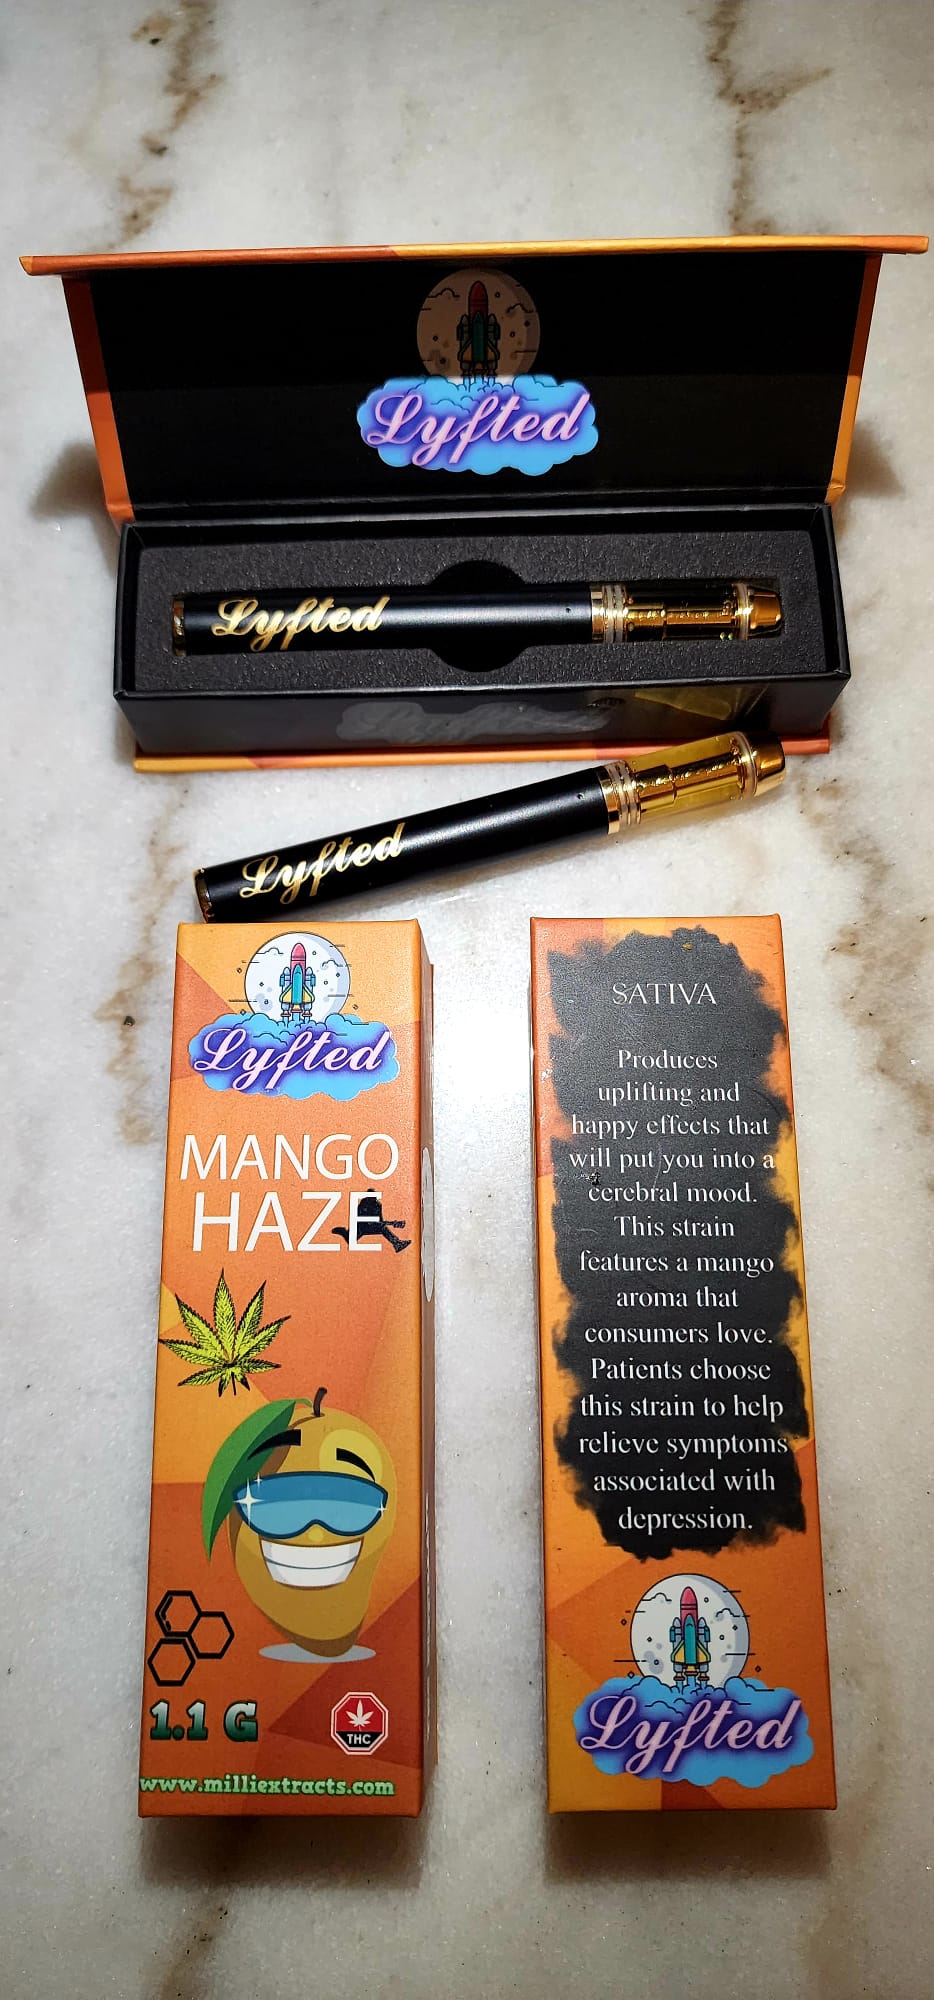 Lyfted
Lyfted
Lyfted
Lyfted
MANGO
HAZE
1.1 G
THC
www.milliextracts.com
SATIVA
Produces
uplifting and
happy effects that
will put you into a
cerebral mood.
This strain
features a mango
aroma that
consumers love.
Patients choose
this strain to help
relieve symptoms
associated with
depression.
Lyfted